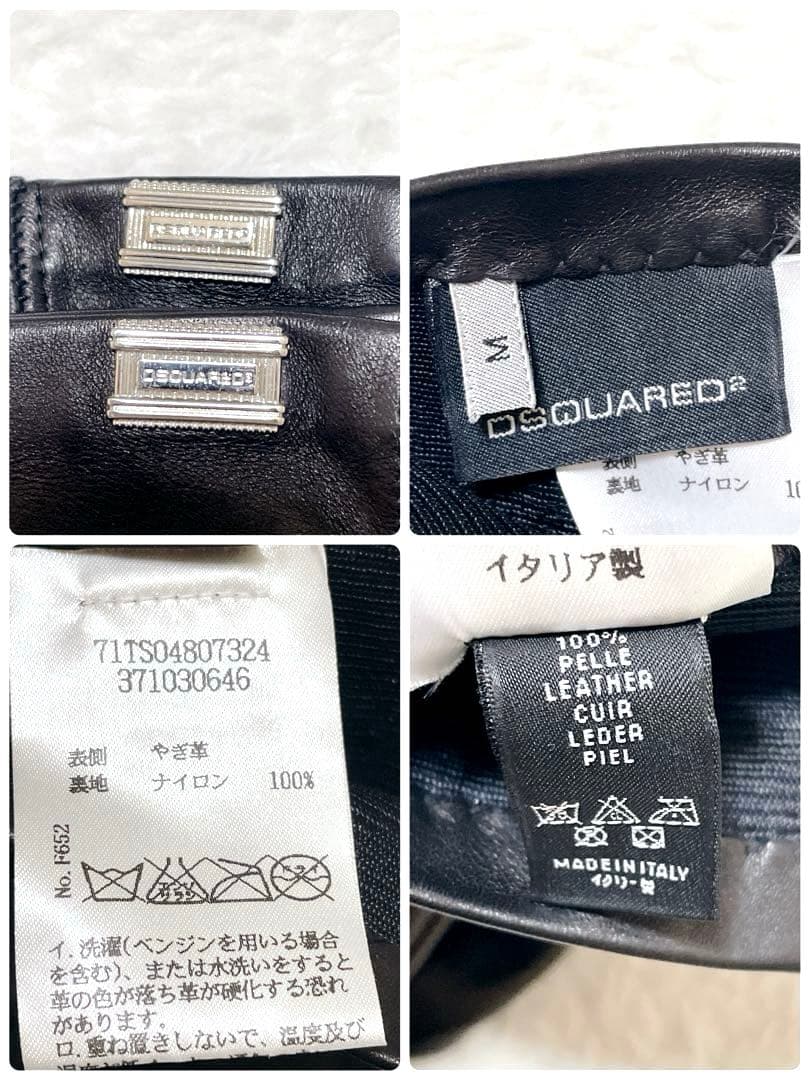 DSQUARED²
DSQUARED²
M
DSQUARED²
表側 やぎ革
裏地 ナイロン 10
71TS04807324
371030646
表側 やぎ革
裏地 ナイロン 100%
No.F652
イ.洗濯(ベンジンを用いる場合
を含む)、または水洗いをすると
革の色が落ち革が硬化する恐れ
があります。
ロ.重ね置きしないで、温度及び
イタリア製
100%
PELLE
LEATHER
CUIR
LEDER
PIEL
MADE IN ITALY
イタリー製